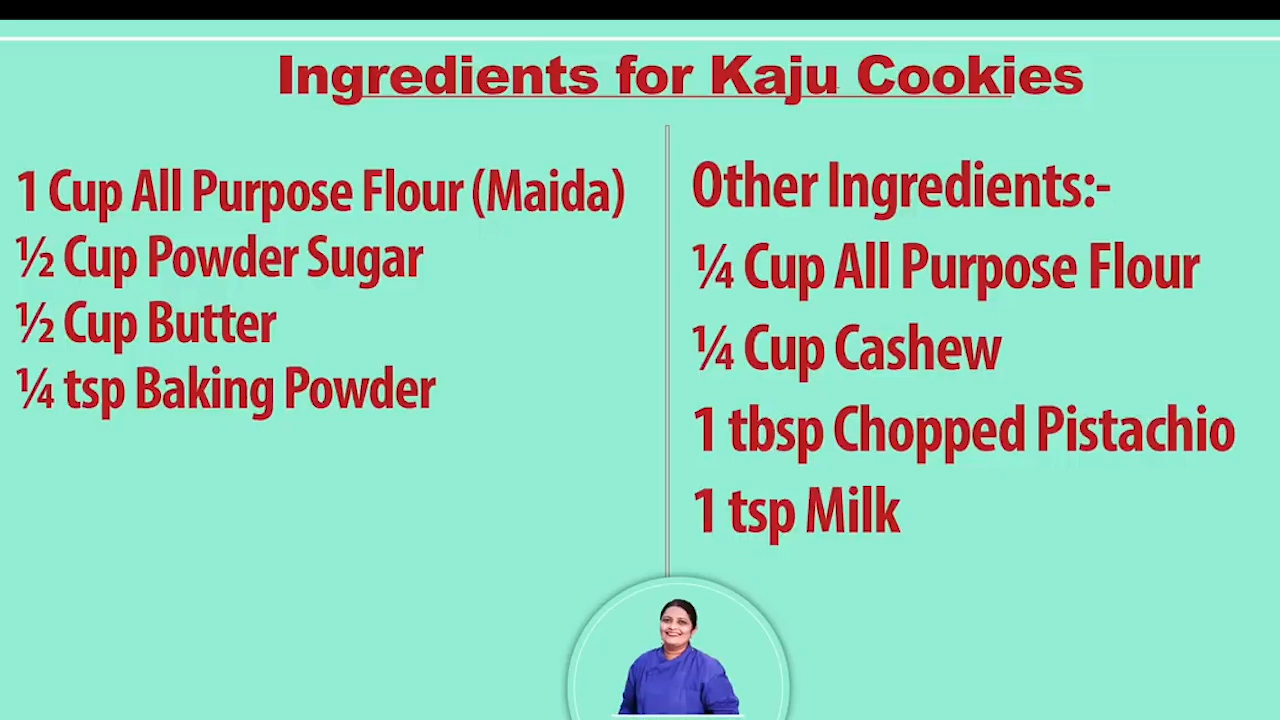 Ingredients for Kaju Cookies
1 Cup All Purpose Flour (Maida)
½ Cup Powder Sugar
½ Cup Butter
¼ tsp Baking Powder
Other Ingredients:-
¼ Cup All Purpose Flour
¼ Cup Cashew
1 tbsp Chopped Pistachio
1 tsp Milk